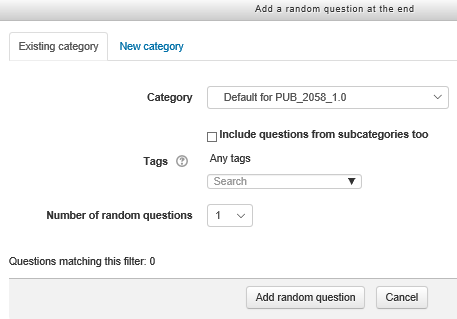 Add a random question at the end
Existing category New category
Category Default for PUB_2058_1.0
Include questions from subcategories too
Tags ? Any tags
Search
Number of random questions 1
Questions matching this filter: 0
Add random question Cancel